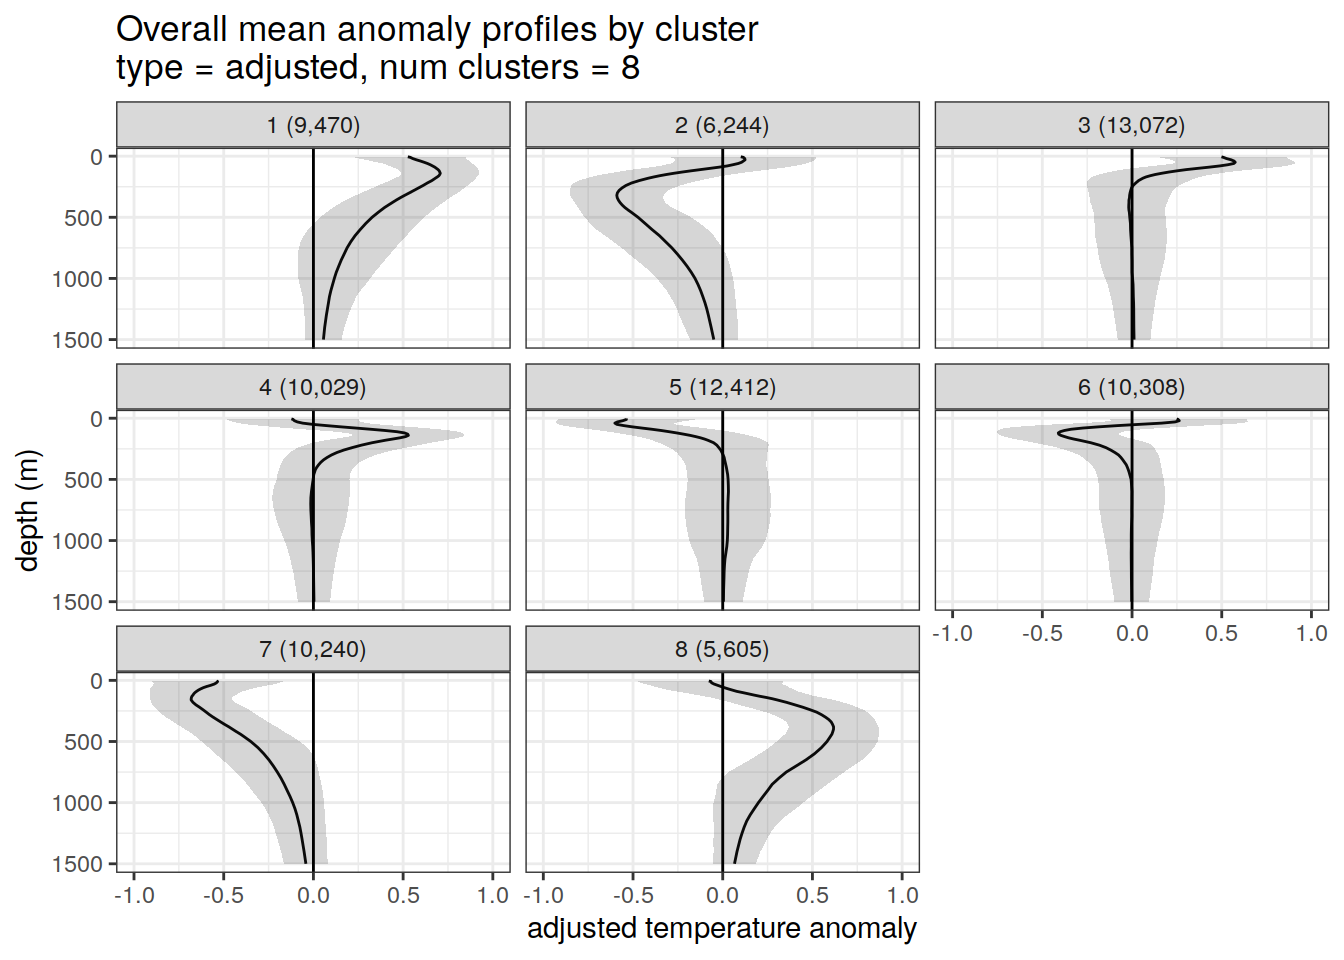 Overall mean anomaly profiles by cluster
type = adjusted, num clusters = 8
1 (9,470)
2 (6,244)
3 (13,072)
0
500
1000
1500
4 (10,029)
5 (12,412)
6 (10,308)
0
500
1000
1500
-1.0 -0.5 0.0 0.5 1.0
7 (10,240)
8 (5,605)
0
500
1000
1500
-1.0 -0.5 0.0 0.5 1.0
-1.0 -0.5 0.0 0.5 1.0
depth (m)
adjusted temperature anomaly